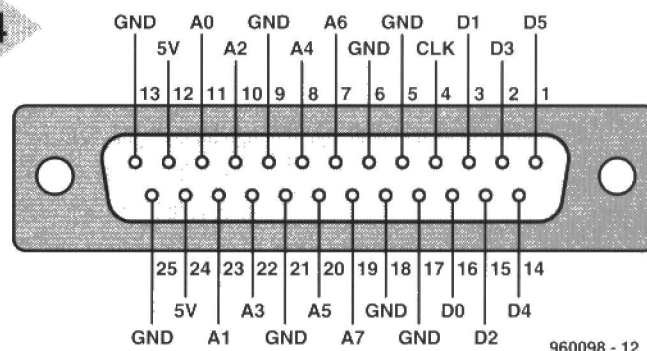 4
GND A0 GND A6 GND D1 D5
5V A2 A4 GND CLK D3
13 12 11 10 9 8 7 6 5 4 3 2 1
25 24 23 22 21 20 19 18 17 16 15 14
5V A3 A5 GND D0 D4
GND A1 GND A7 GND D2
960098 - 12